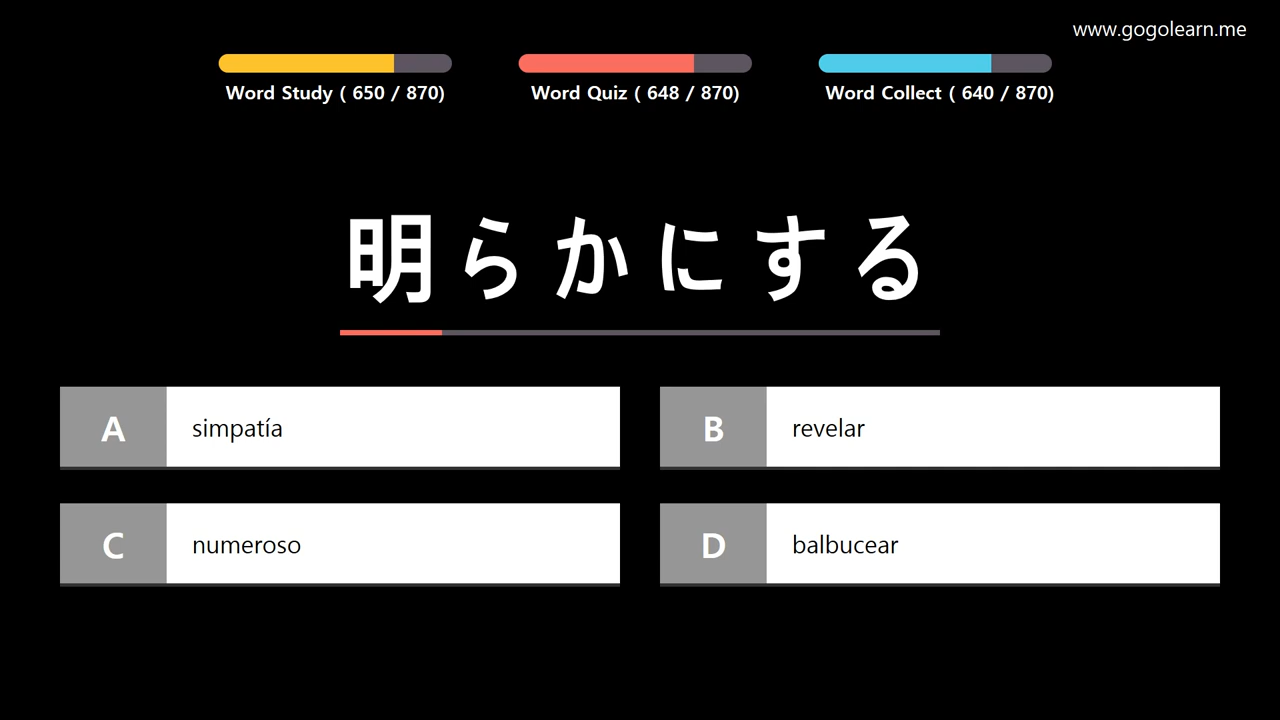 www.gogolearn.me
Word Study ( 650 / 870)
Word Quiz ( 648 / 870)
Word Collect ( 640 / 870)
明らかにする
A simpatía
B revelar
C numeroso
D balbucear